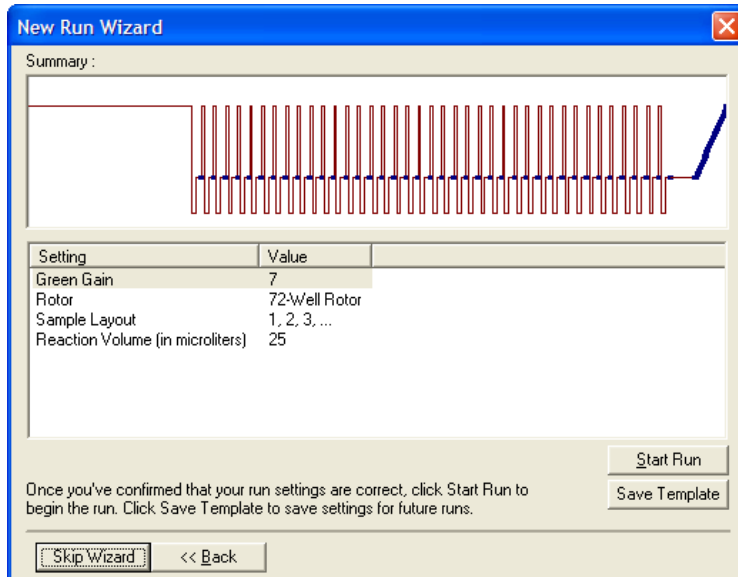 New Run Wizard
Summary :
Setting Value
Green Gain 7
Rotor 72-Well Rotor
Sample Layout 1, 2, 3, ...
Reaction Volume (in microliters) 25
Start Run
Once you've confirmed that your run settings are correct, click Start Run to
begin the run. Click Save Template to save settings for future runs.
Save Template
Skip Wizard << Back